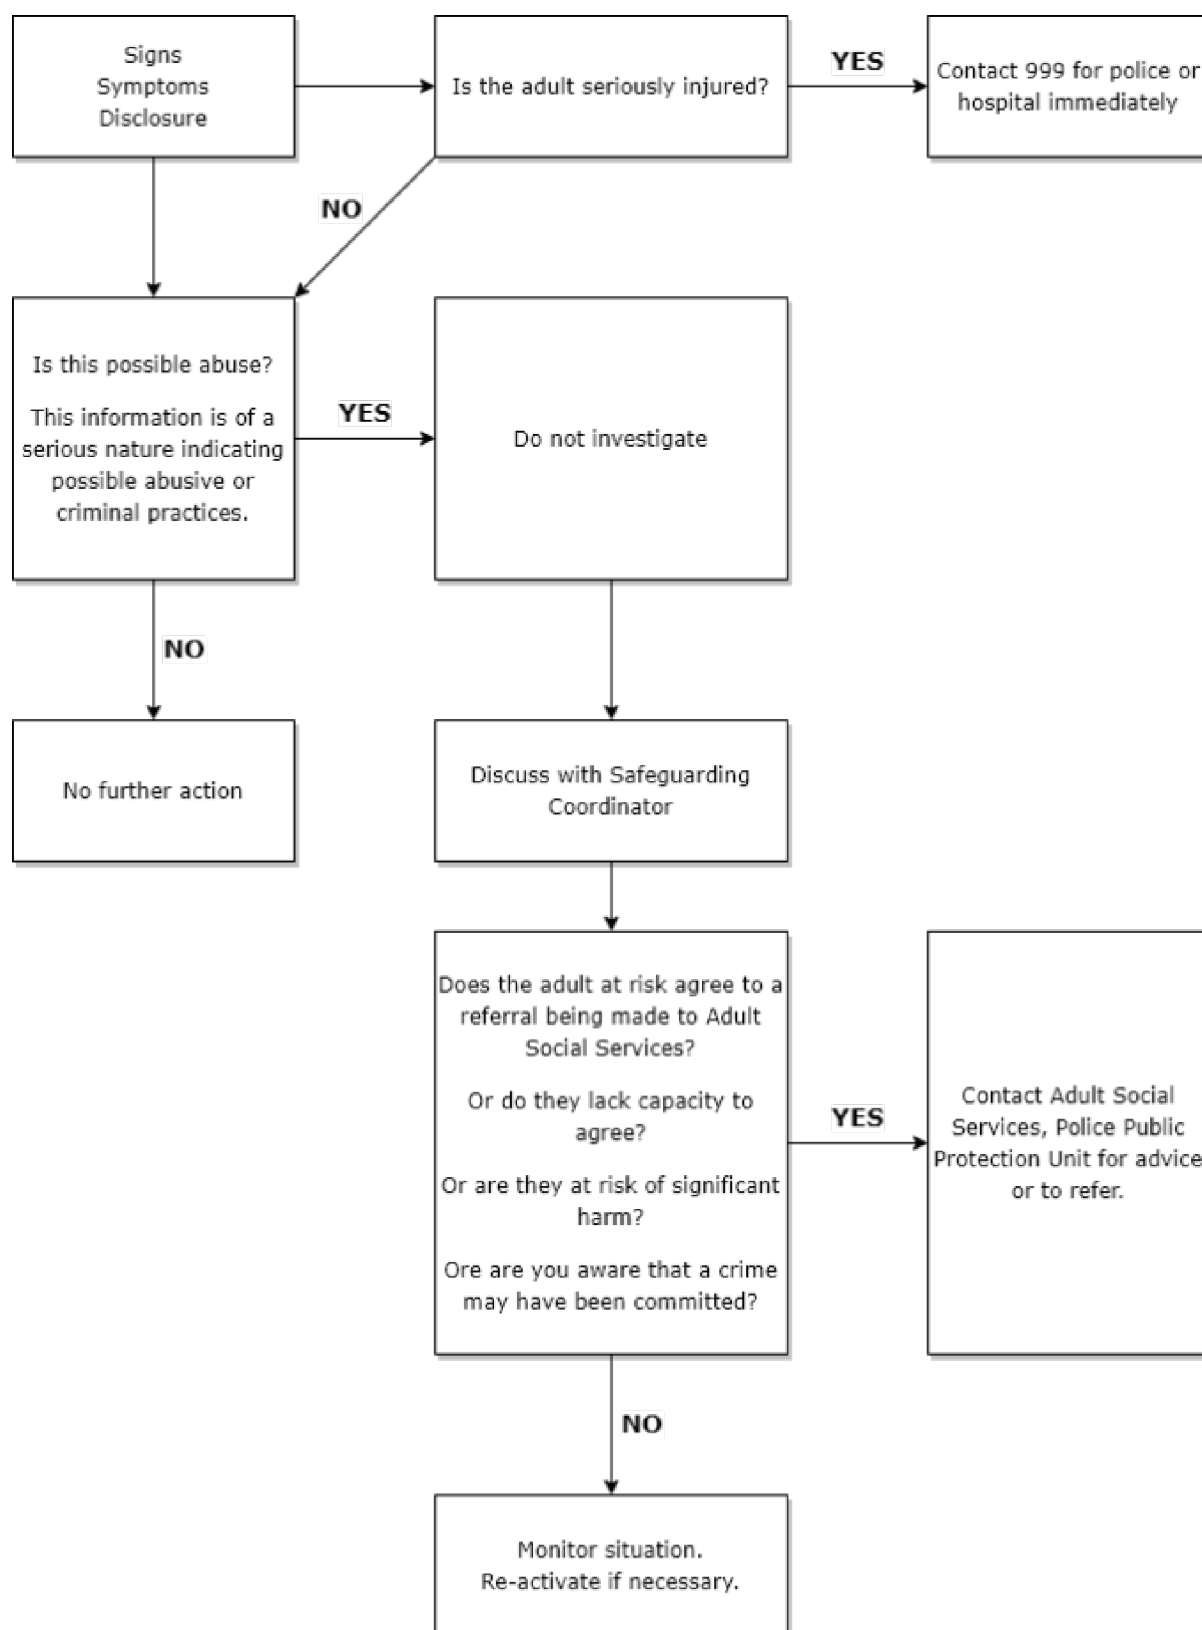 Signs
Symptoms
Disclosure
Is the adult seriously injured?
YES
Contact 999 for police or
hospital immediately
NO
Is this possible abuse?
This information is of a
serious nature indicating
possible abusive or
criminal practices.
YES
Do not investigate
NO
No further action
Discuss with Safeguarding
Coordinator
Does the adult at risk agree to a
referral being made to Adult
Social Services?
Or do they lack capacity to
agree?
Or are they at risk of significant
harm?
Ore are you aware that a crime
may have been committed?
YES
Contact Adult Social
Services, Police Public
Protection Unit for advice
or to refer.
NO
Monitor situation.
Re-activate if necessary.